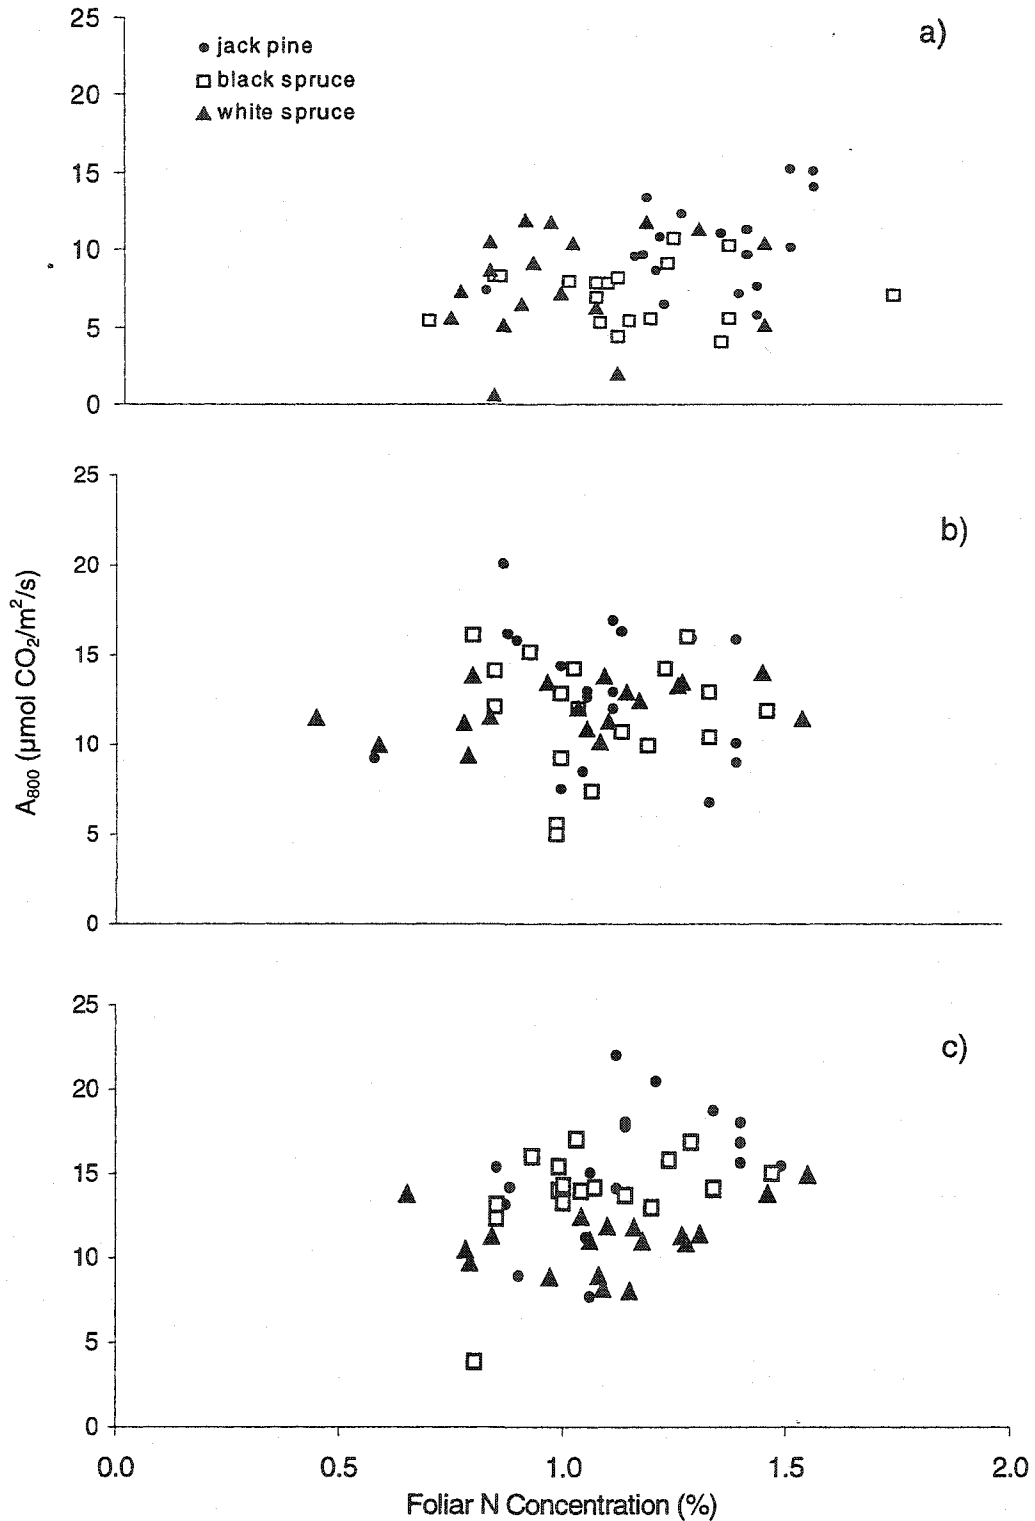 25
a)
jack pine
black spruce
white spruce
20
15
10
5
0
25
b)
20
15
10
5
0
A₈₀₀ (µmol CO₂/m²/s)
25
c)
20
15
10
5
0
0.0 0.5 1.0 1.5 2.0
Foliar N Concentration (%)